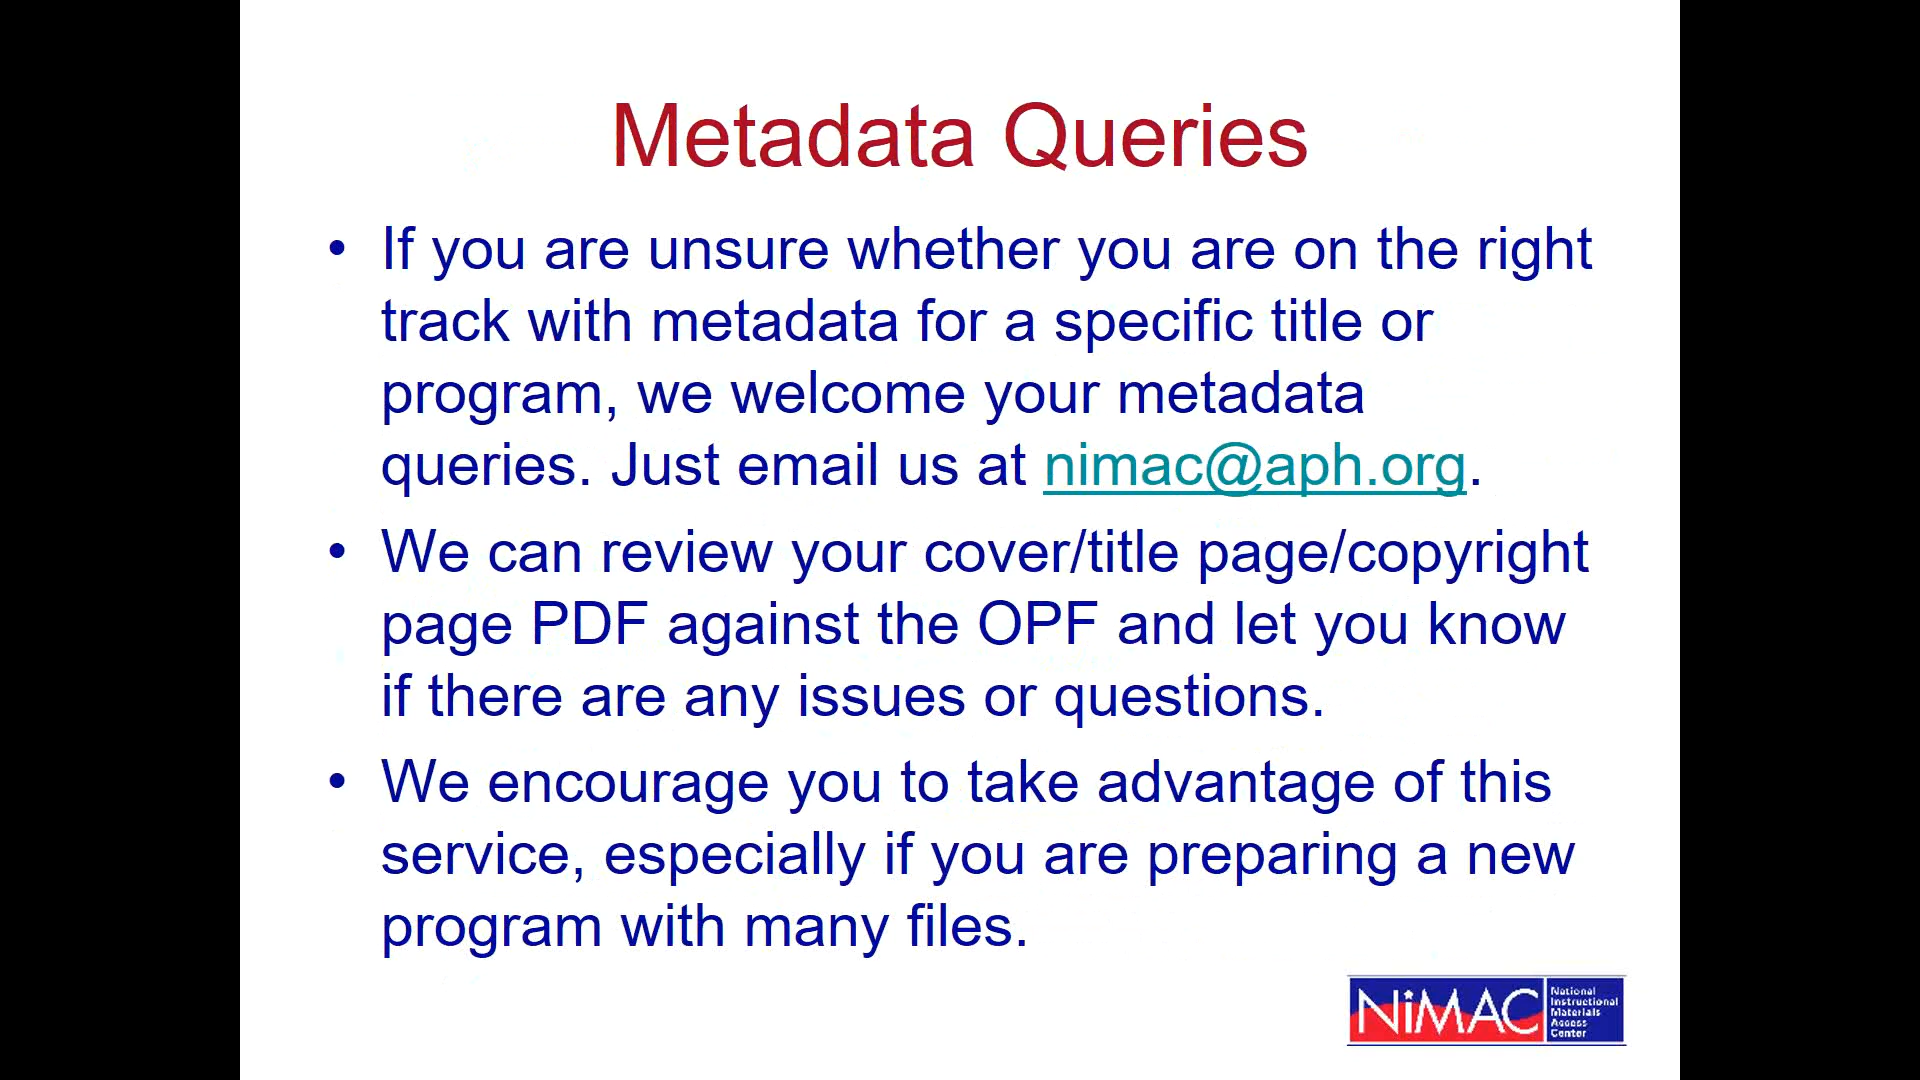 Metadata Queries
• If you are unsure whether you are on the right
track with metadata for a specific title or
program, we welcome your metadata
queries. Just email us at nimac@aph.org.
• We can review your cover/title page/copyright
page PDF against the OPF and let you know
if there are any issues or questions.
• We encourage you to take advantage of this
service, especially if you are preparing a new
program with many files.
NiMAC
National
Instructional
Materials
Access
Center